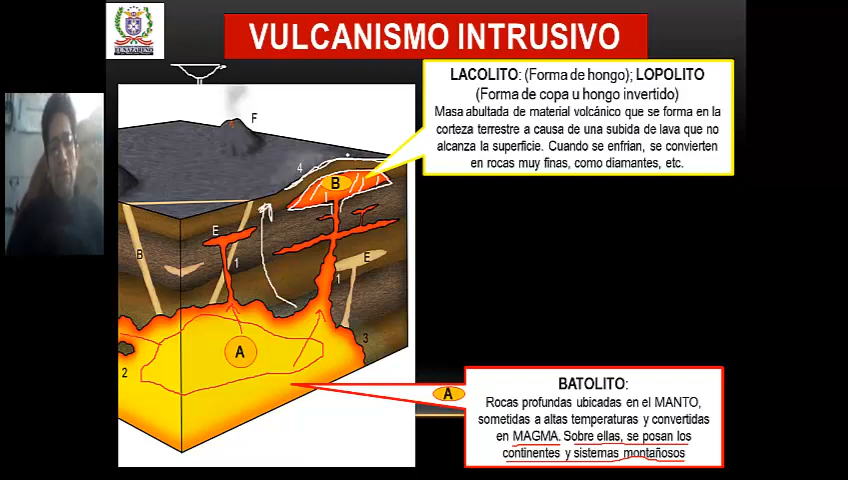 VULCANISMO INTRUSIVO
LACOLITO: (Forma de hongo); LOPOLITO
(Forma de copa u hongo invertido)
Masa abultada de material volcánico que se forma en la
corteza terrestre a causa de una subida de lava que no
alcanza la superficie. Cuando se enfrían, se convierten
en rocas muy finas, como diamantes, etc.
F
4
B
E
B
1
E
1
A
3
2
A
BATOLITO:
Rocas profundas ubicadas en el MANTO,
sometidas a altas temperaturas y convertidas
en MAGMA. Sobre ellas, se posan los
continentes y sistemas montañosos